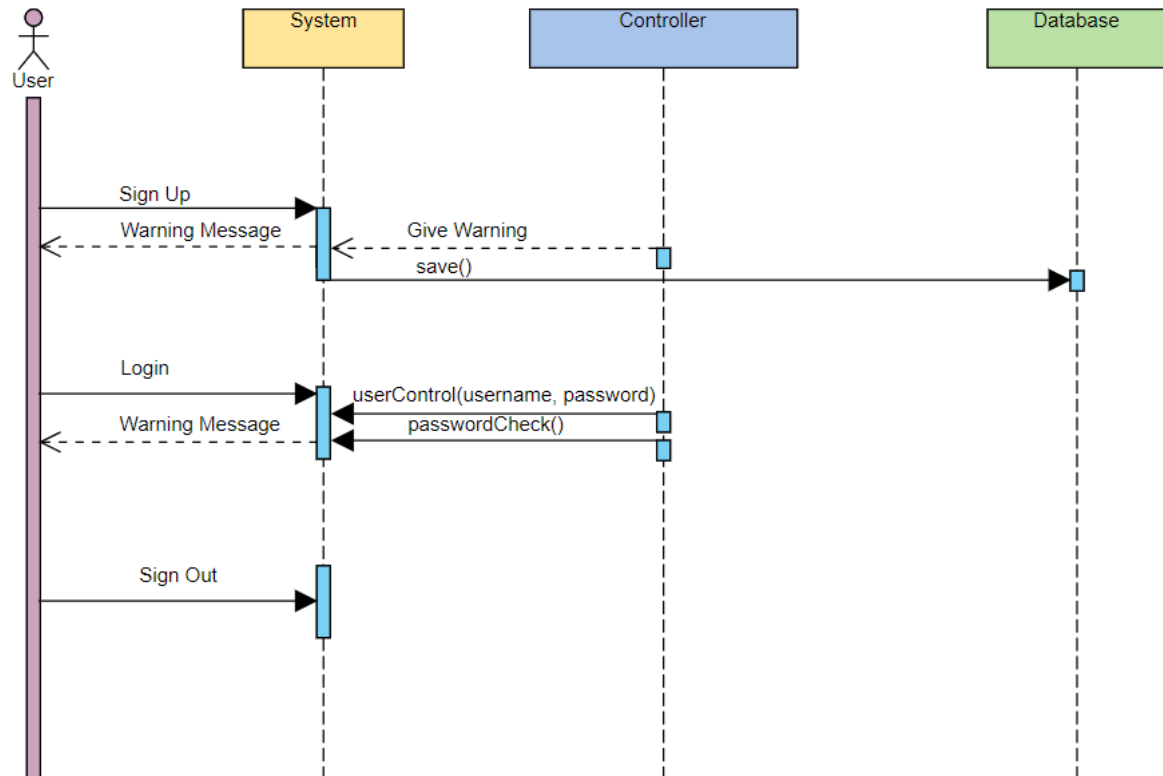 System
Controller
Database
User
Sign Up
Warning Message
Give Warning
save()
Login
userControl(username, password)
Warning Message
passwordCheck()
Sign Out